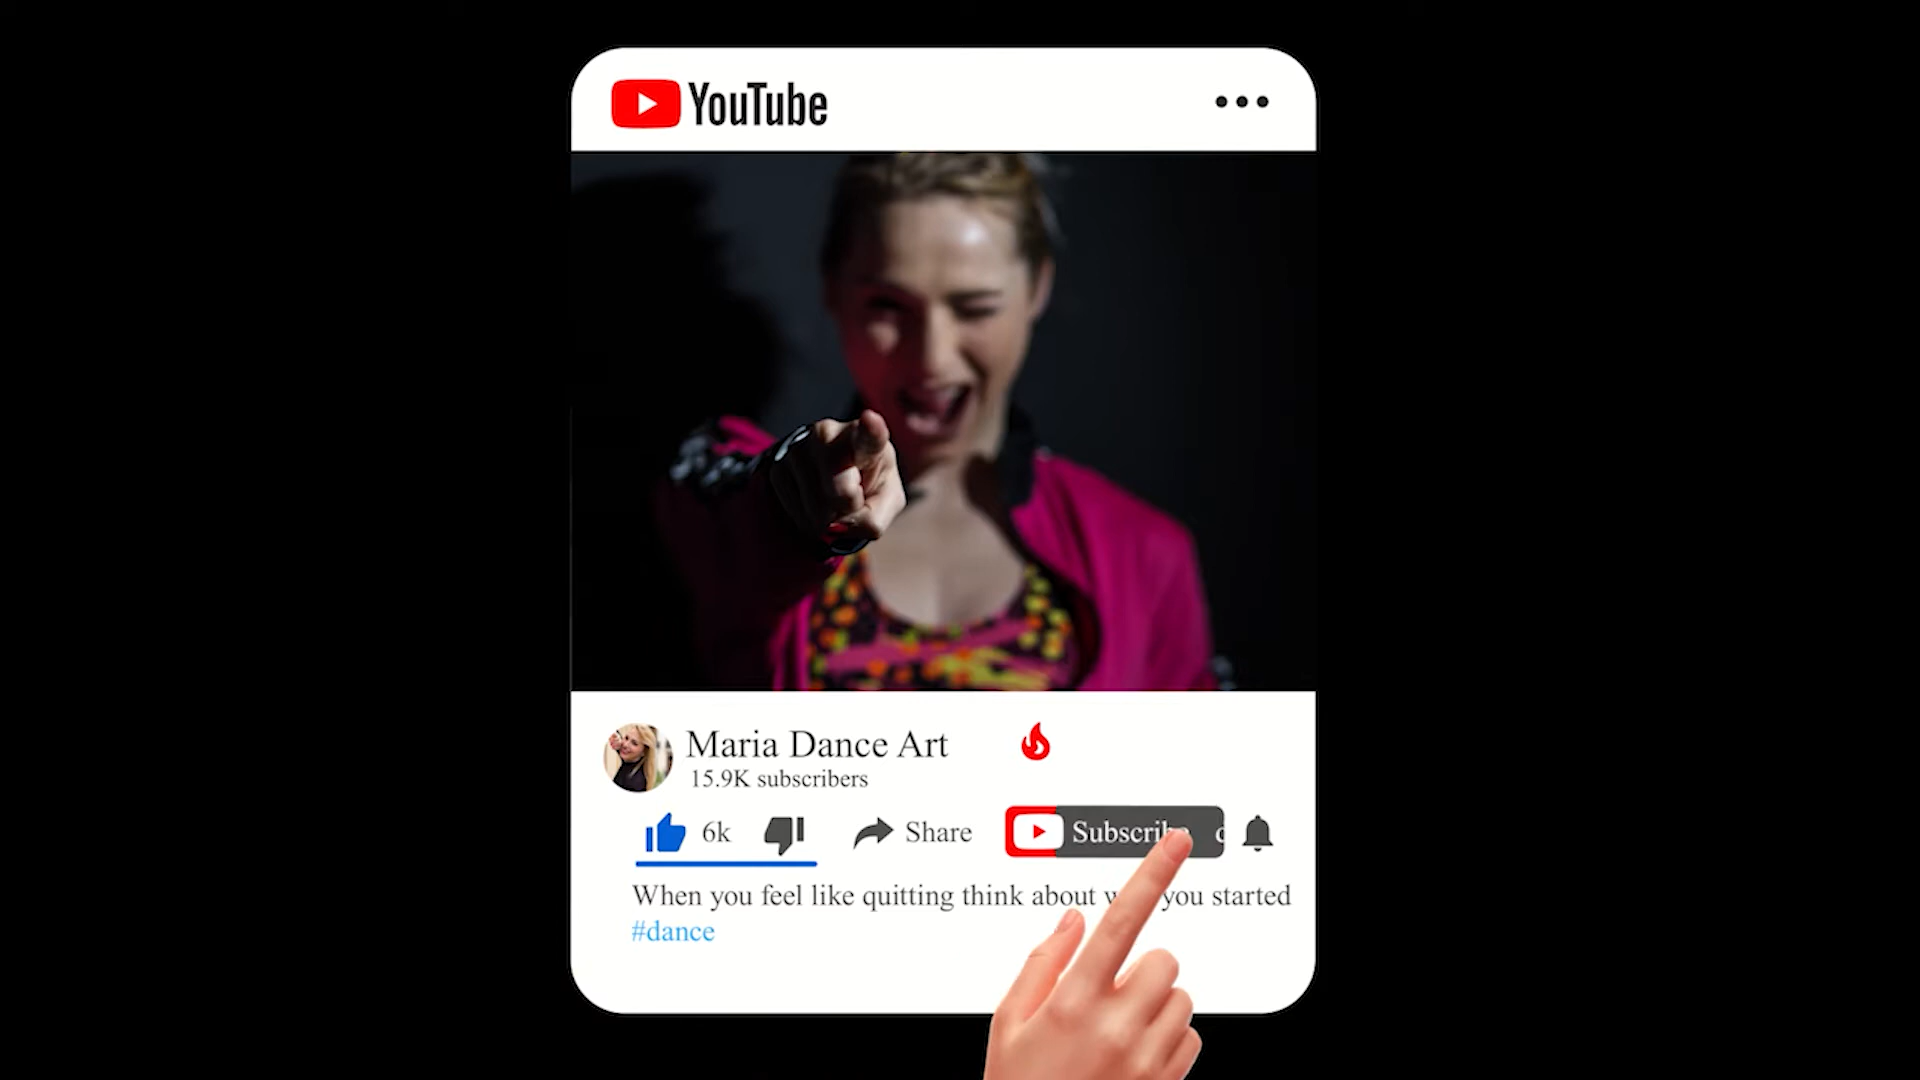 YouTube
Maria Dance Art
15.9K subscribers
6k
Share
Subscribe
When you feel like quitting think about you started
#dance